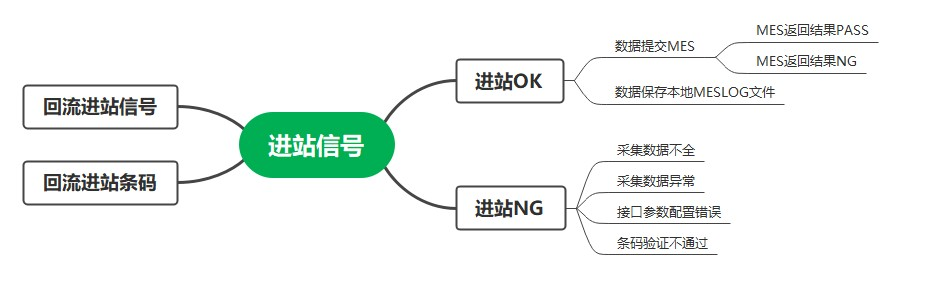 回流进站信号
回流进站条码
进站信号
进站OK
数据提交MES
MES返回结果PASS
MES返回结果NG
数据保存本地MESLOG文件
进站NG
采集数据不全
采集数据异常
接口参数配置错误
条码验证不通过